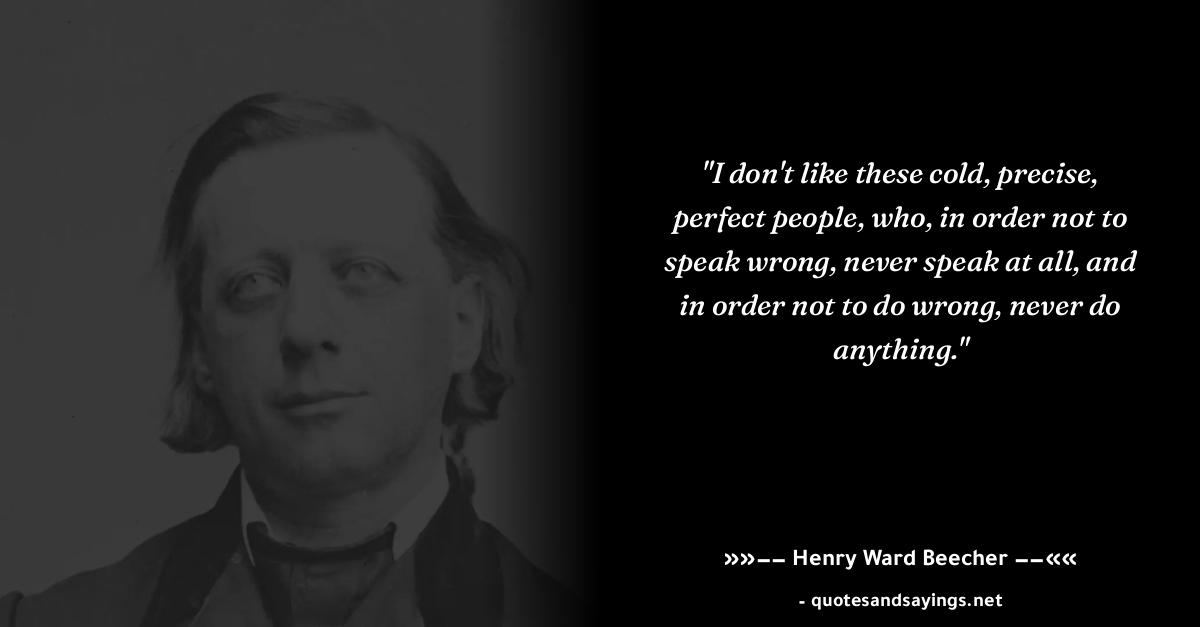 "I don't like these cold, precise,
perfect people, who, in order not to
speak wrong, never speak at all, and
in order not to do wrong, never do
anything."
»»−− Henry Ward Beecher −−««
- quotesandsayings.net